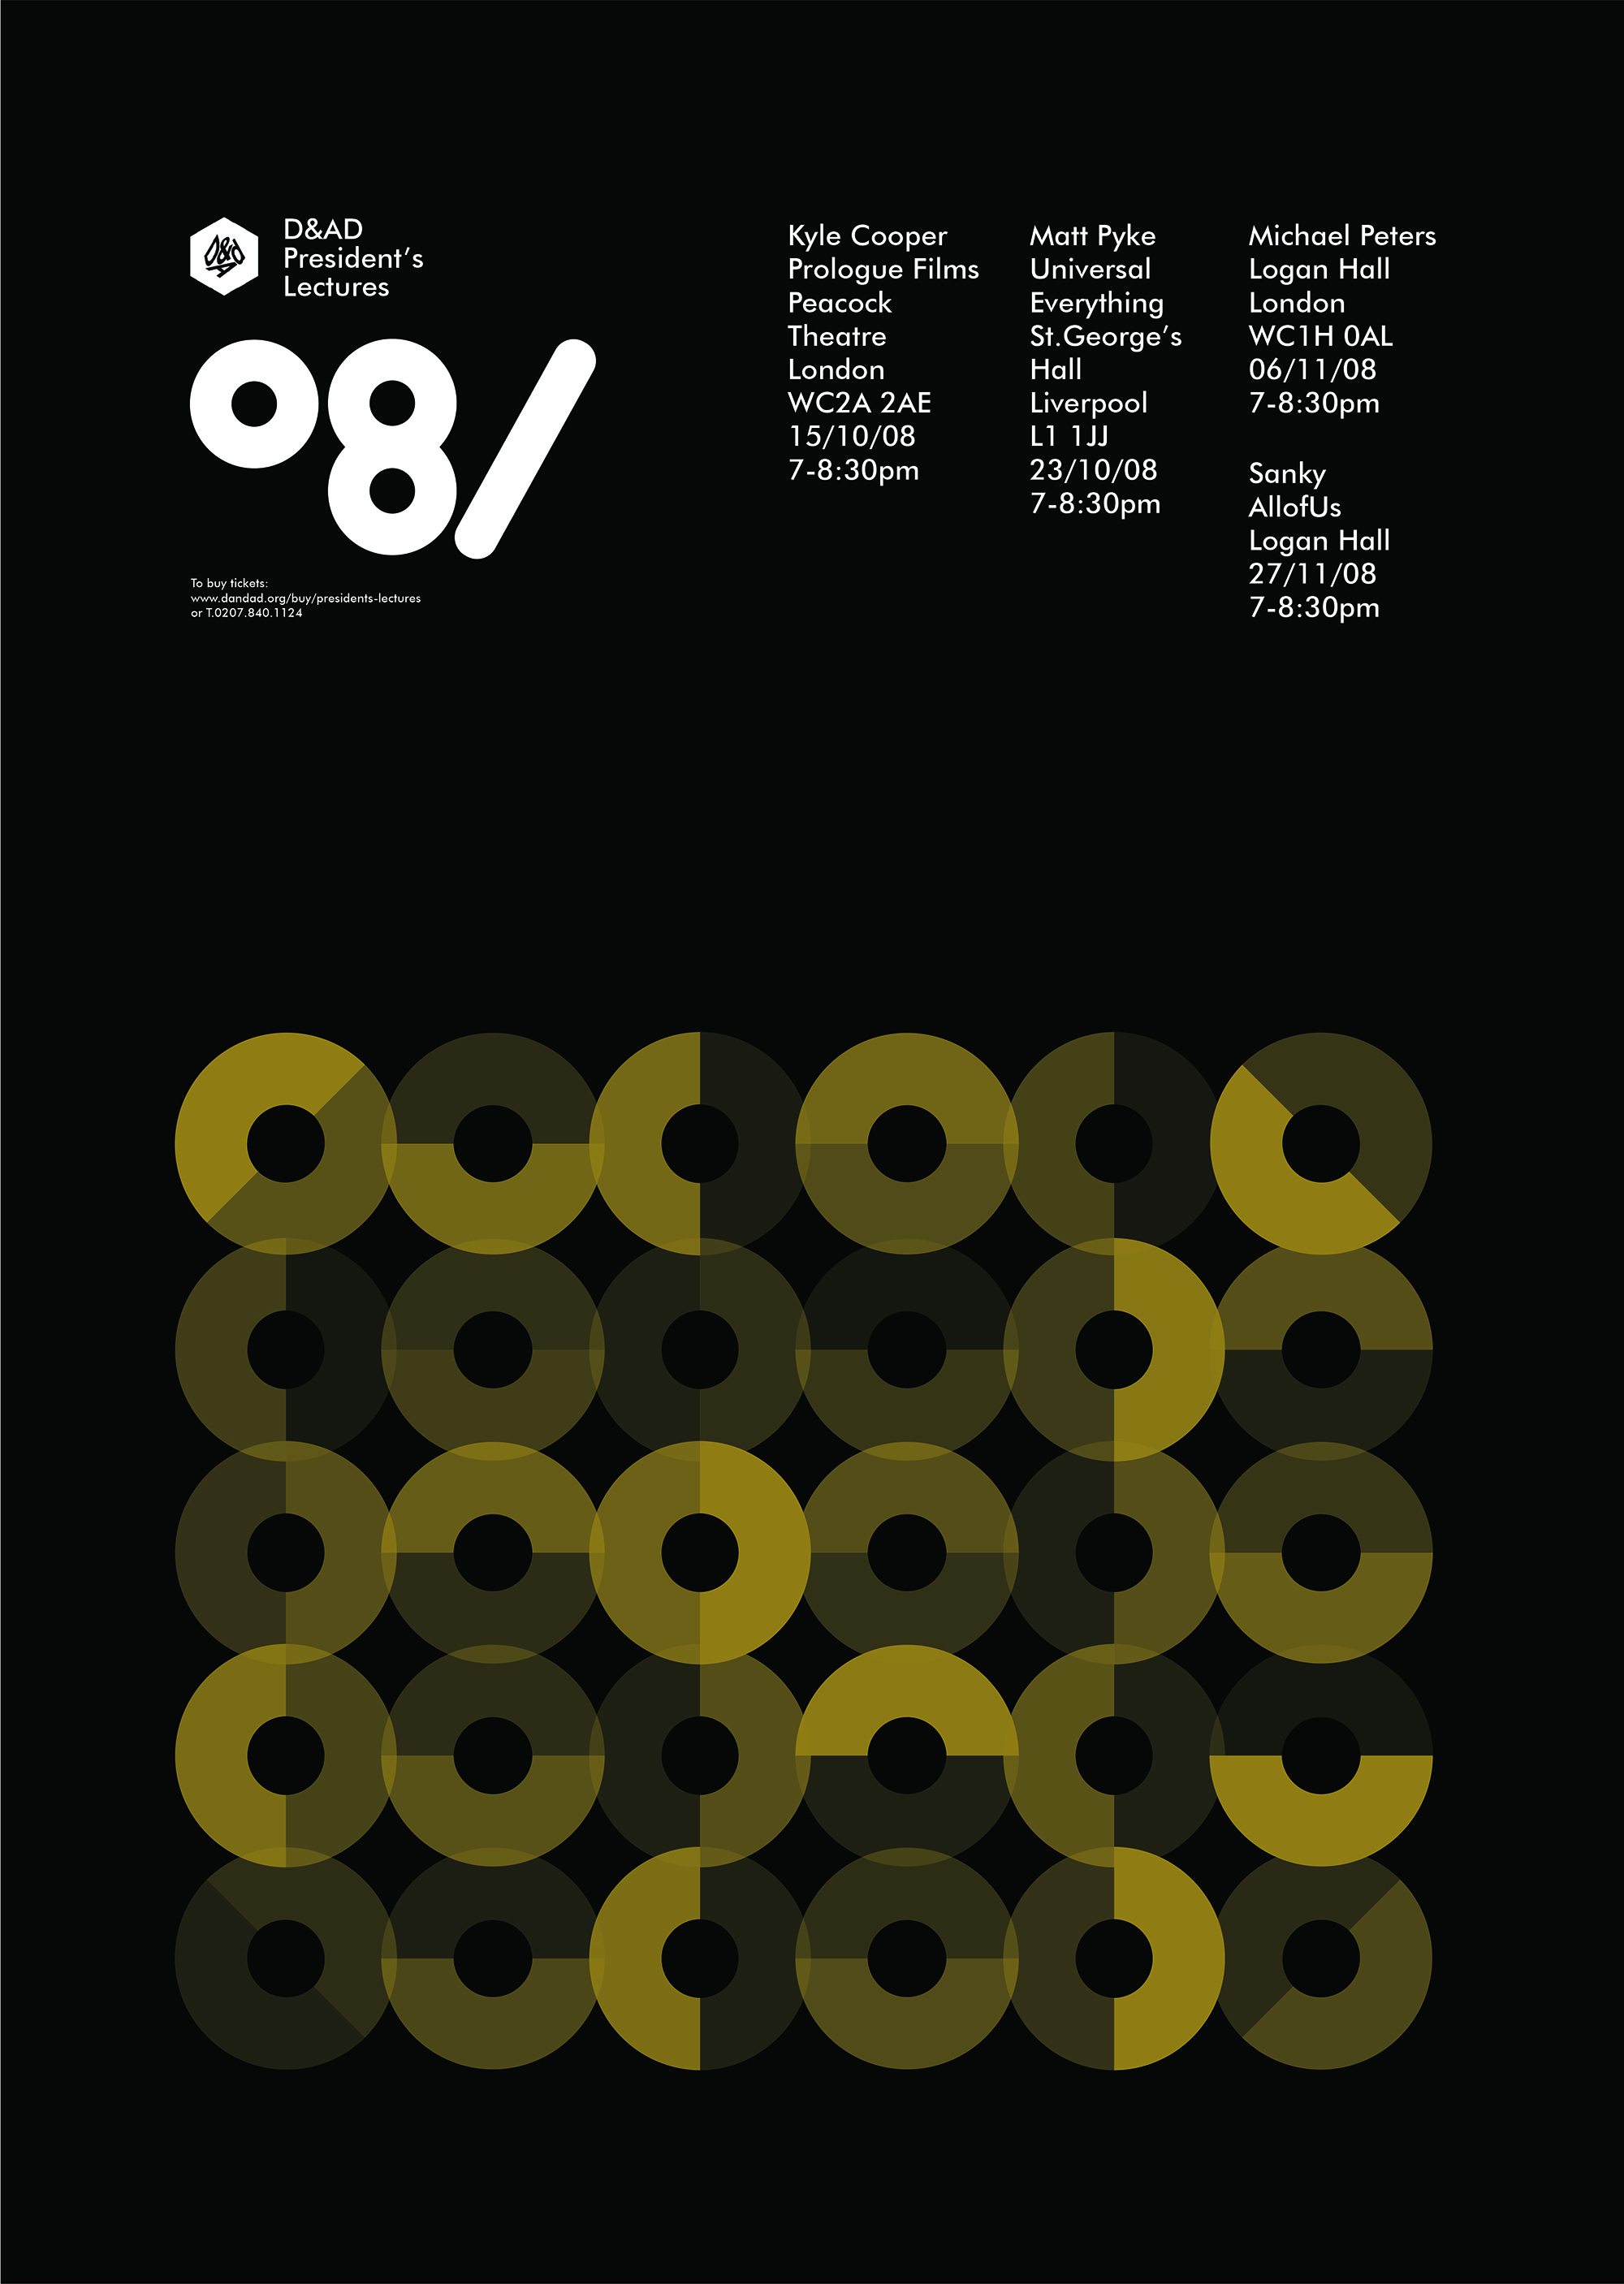 D&AD
President's
Lectures
08/
To buy tickets:
www.dandad.org/buy/presidents-lectures
or T.0207.840.1124
Kyle Cooper
Prologue Films
Peacock
Theatre
London
WC2A 2AE
15/10/08
7-8:30pm
Matt Pyke
Universal
Everything
St.George's
Hall
Liverpool
L1 1JJ
23/10/08
7-8:30pm
Michael Peters
Logan Hall
London
WC1H 0AL
06/11/08
7-8:30pm
Sanky
AllofUs
Logan Hall
27/11/08
7-8:30pm